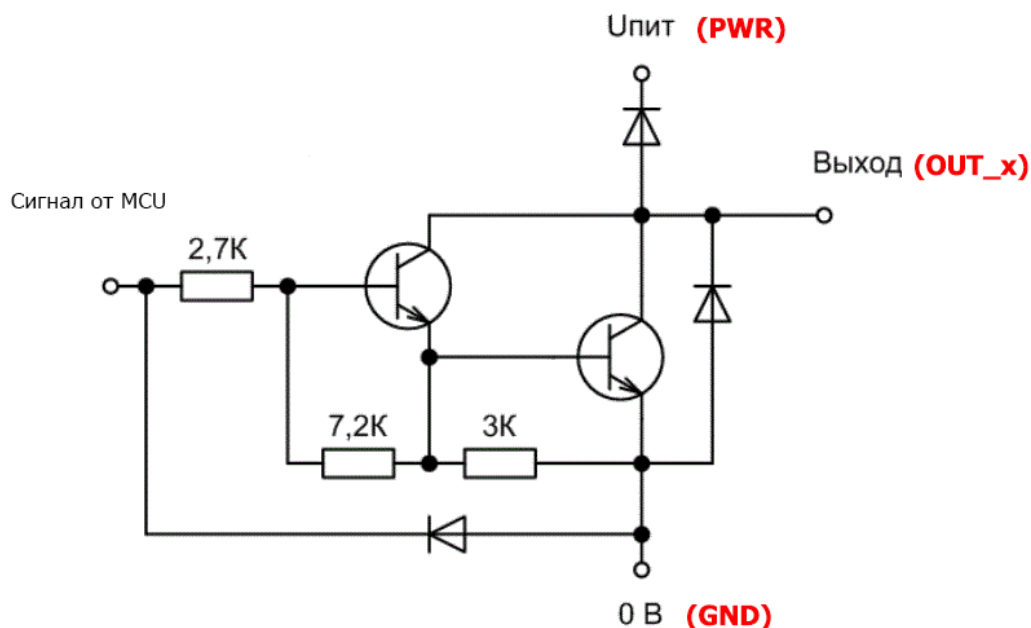 Uпит (PWR)
Выход (OUT_x)
Сигнал от MCU
2,7К
7,2К
3К
0 В (GND)